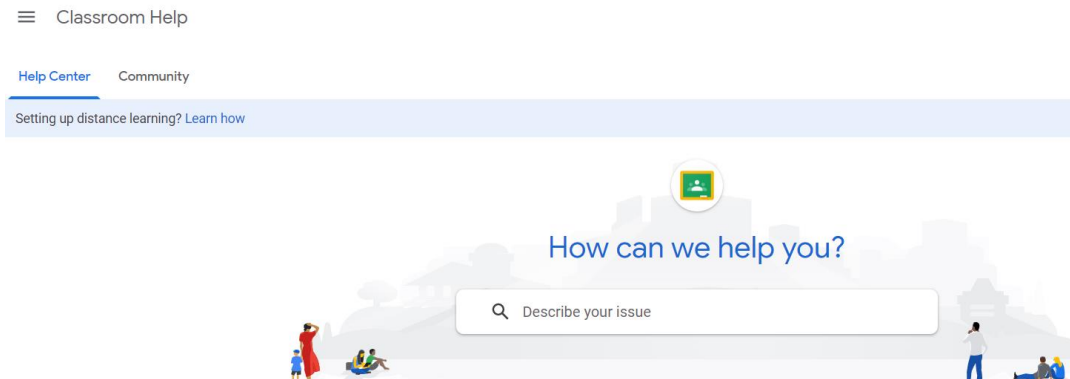 Classroom Help
Help Center Community
Setting up distance learning? Learn how
How can we help you?
Describe your issue